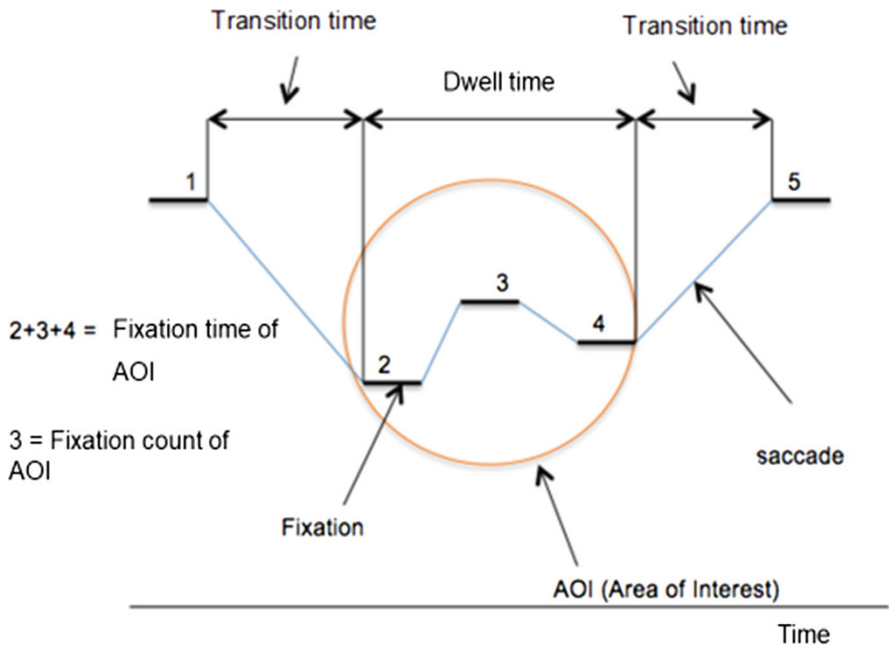 Transition time
Transition time
Dwell time
1
5
3
2+3+4 = Fixation time of
AOI
4
2
3 = Fixation count of
AOI
saccade
Fixation
AOI (Area of Interest)
Time